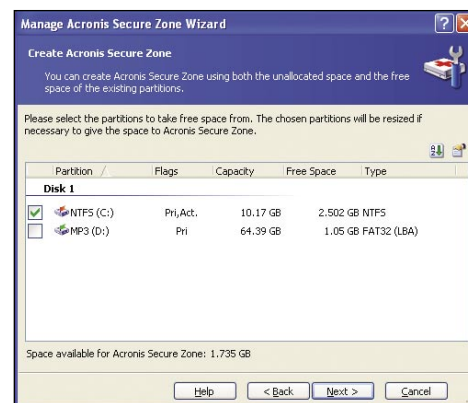 Manage Acronis Secure Zone Wizard
Create Acronis Secure Zone
You can create Acronis Secure Zone using both the unallocated space and the free
space of the existing partitions.
Please select the partitions to take free space from. The chosen partitions will be resized if
necessary to give the space to Acronis Secure Zone.
Partition Flags Capacity Free Space Type
Disk 1
NTFS (C:) Pri,Act. 10.17 GB 2.502 GB NTFS
MP3 (D:) Pri 64.39 GB 1.05 GB FAT32 (LBA)
Space available for Acronis Secure Zone: 1.735 GB
Help < Back Next > Cancel